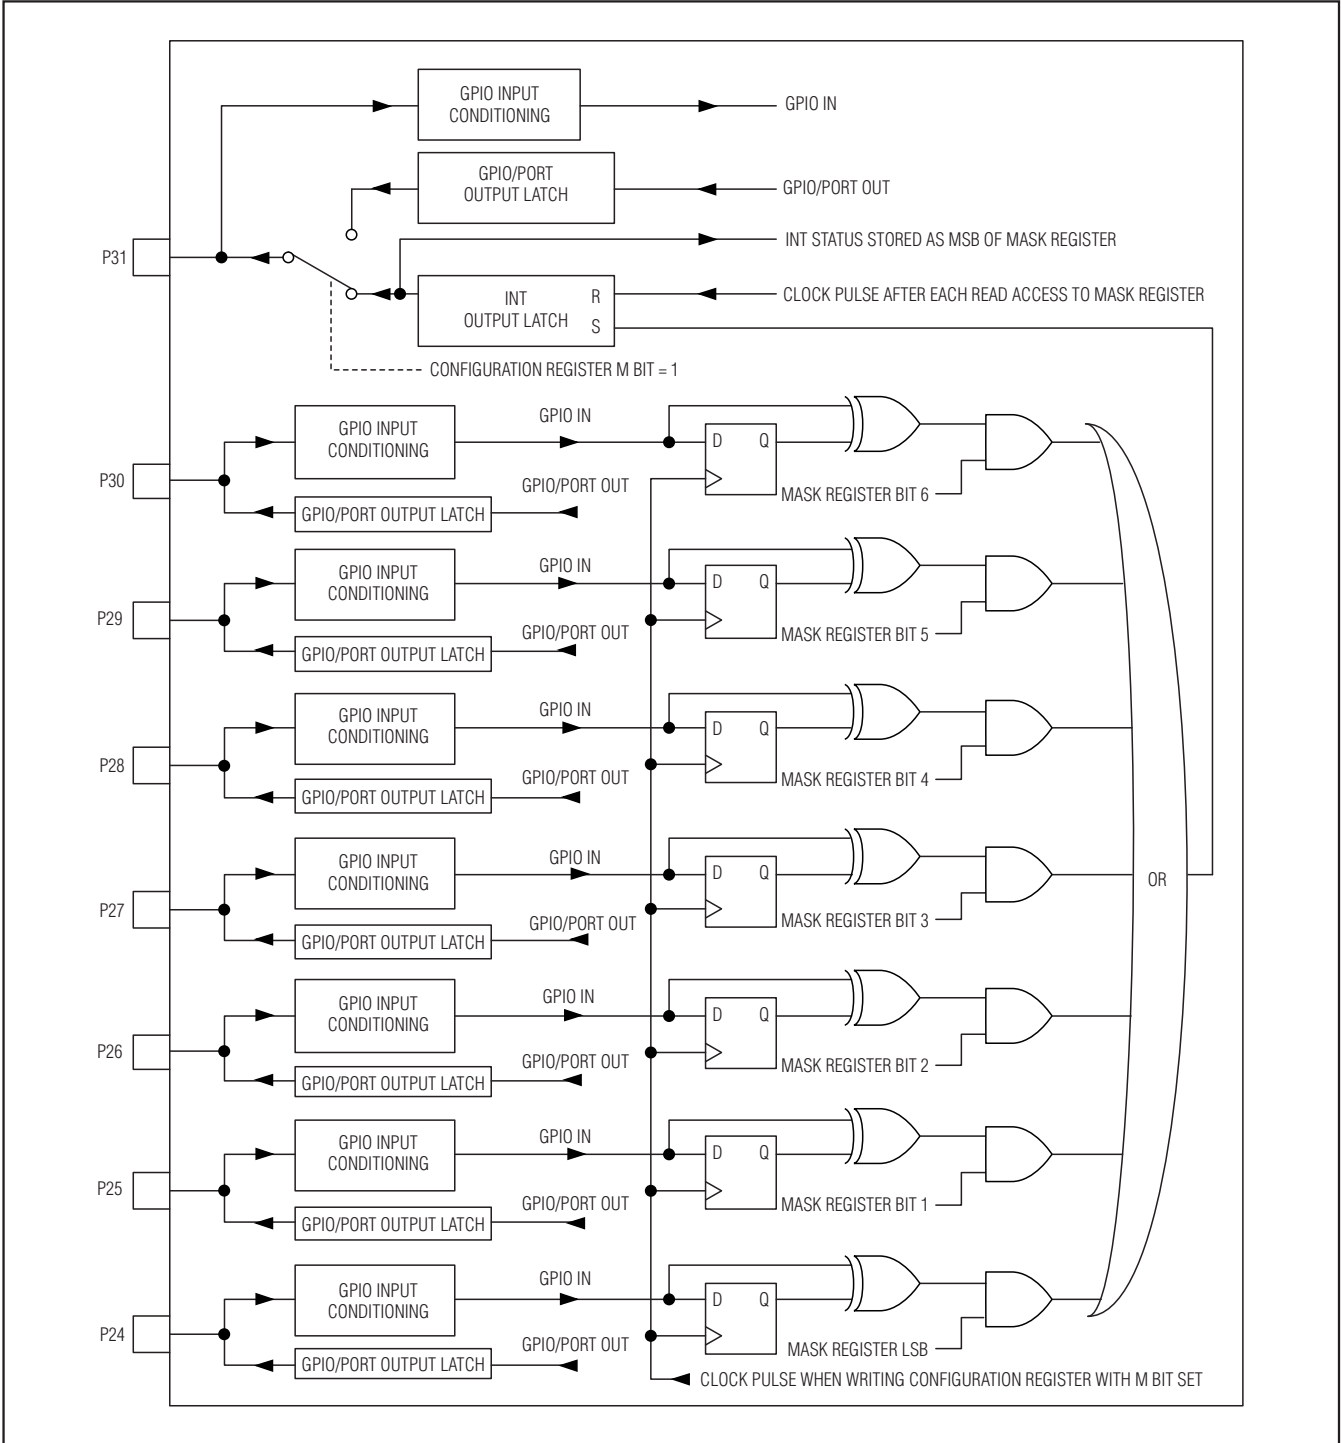 GPIO INPUT
CONDITIONING
GPIO IN
GPIO/PORT
OUTPUT LATCH
GPIO/PORT OUT
INT STATUS STORED AS MSB OF MASK REGISTER
P31
INT
OUTPUT LATCH
R
S
CLOCK PULSE AFTER EACH READ ACCESS TO MASK REGISTER
CONFIGURATION REGISTER M BIT = 1
P30
GPIO INPUT
CONDITIONING
GPIO IN
D Q
GPIO/PORT OUT
GPIO/PORT OUTPUT LATCH
MASK REGISTER BIT 6
P29
GPIO INPUT
CONDITIONING
GPIO IN
D Q
GPIO/PORT OUT
GPIO/PORT OUTPUT LATCH
MASK REGISTER BIT 5
P28
GPIO INPUT
CONDITIONING
GPIO IN
D Q
GPIO/PORT OUT
GPIO/PORT OUTPUT LATCH
MASK REGISTER BIT 4
P27
GPIO INPUT
CONDITIONING
GPIO IN
D Q
OR
GPIO/PORT OUT
GPIO/PORT OUTPUT LATCH
MASK REGISTER BIT 3
P26
GPIO INPUT
CONDITIONING
GPIO IN
D Q
GPIO/PORT OUT
GPIO/PORT OUTPUT LATCH
MASK REGISTER BIT 2
P25
GPIO INPUT
CONDITIONING
GPIO IN
D Q
GPIO/PORT OUT
GPIO/PORT OUTPUT LATCH
MASK REGISTER BIT 1
P24
GPIO INPUT
CONDITIONING
GPIO IN
D Q
GPIO/PORT OUT
GPIO/PORT OUTPUT LATCH
MASK REGISTER LSB
CLOCK PULSE WHEN WRITING CONFIGURATION REGISTER WITH M BIT SET